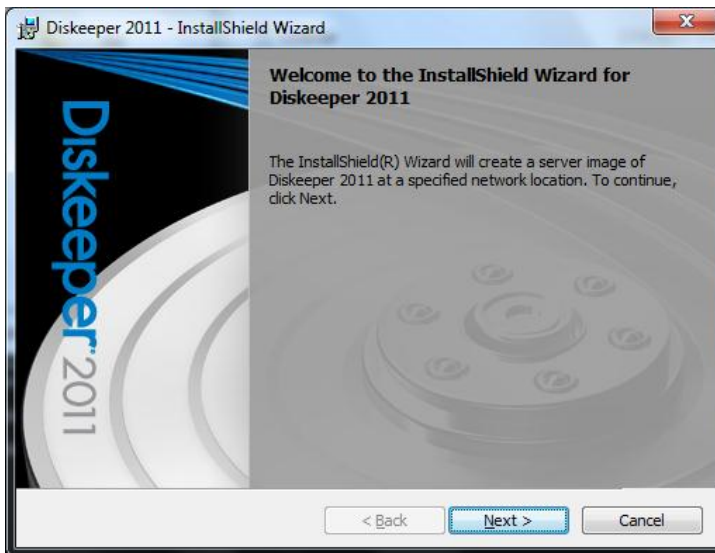 Diskeeper 2011 - InstallShield Wizard
Diskeeper 2011
Welcome to the InstallShield Wizard for
Diskeeper 2011
The InstallShield(R) Wizard will create a server image of
Diskeeper 2011 at a specified network location. To continue,
click Next.
< Back
Next >
Cancel